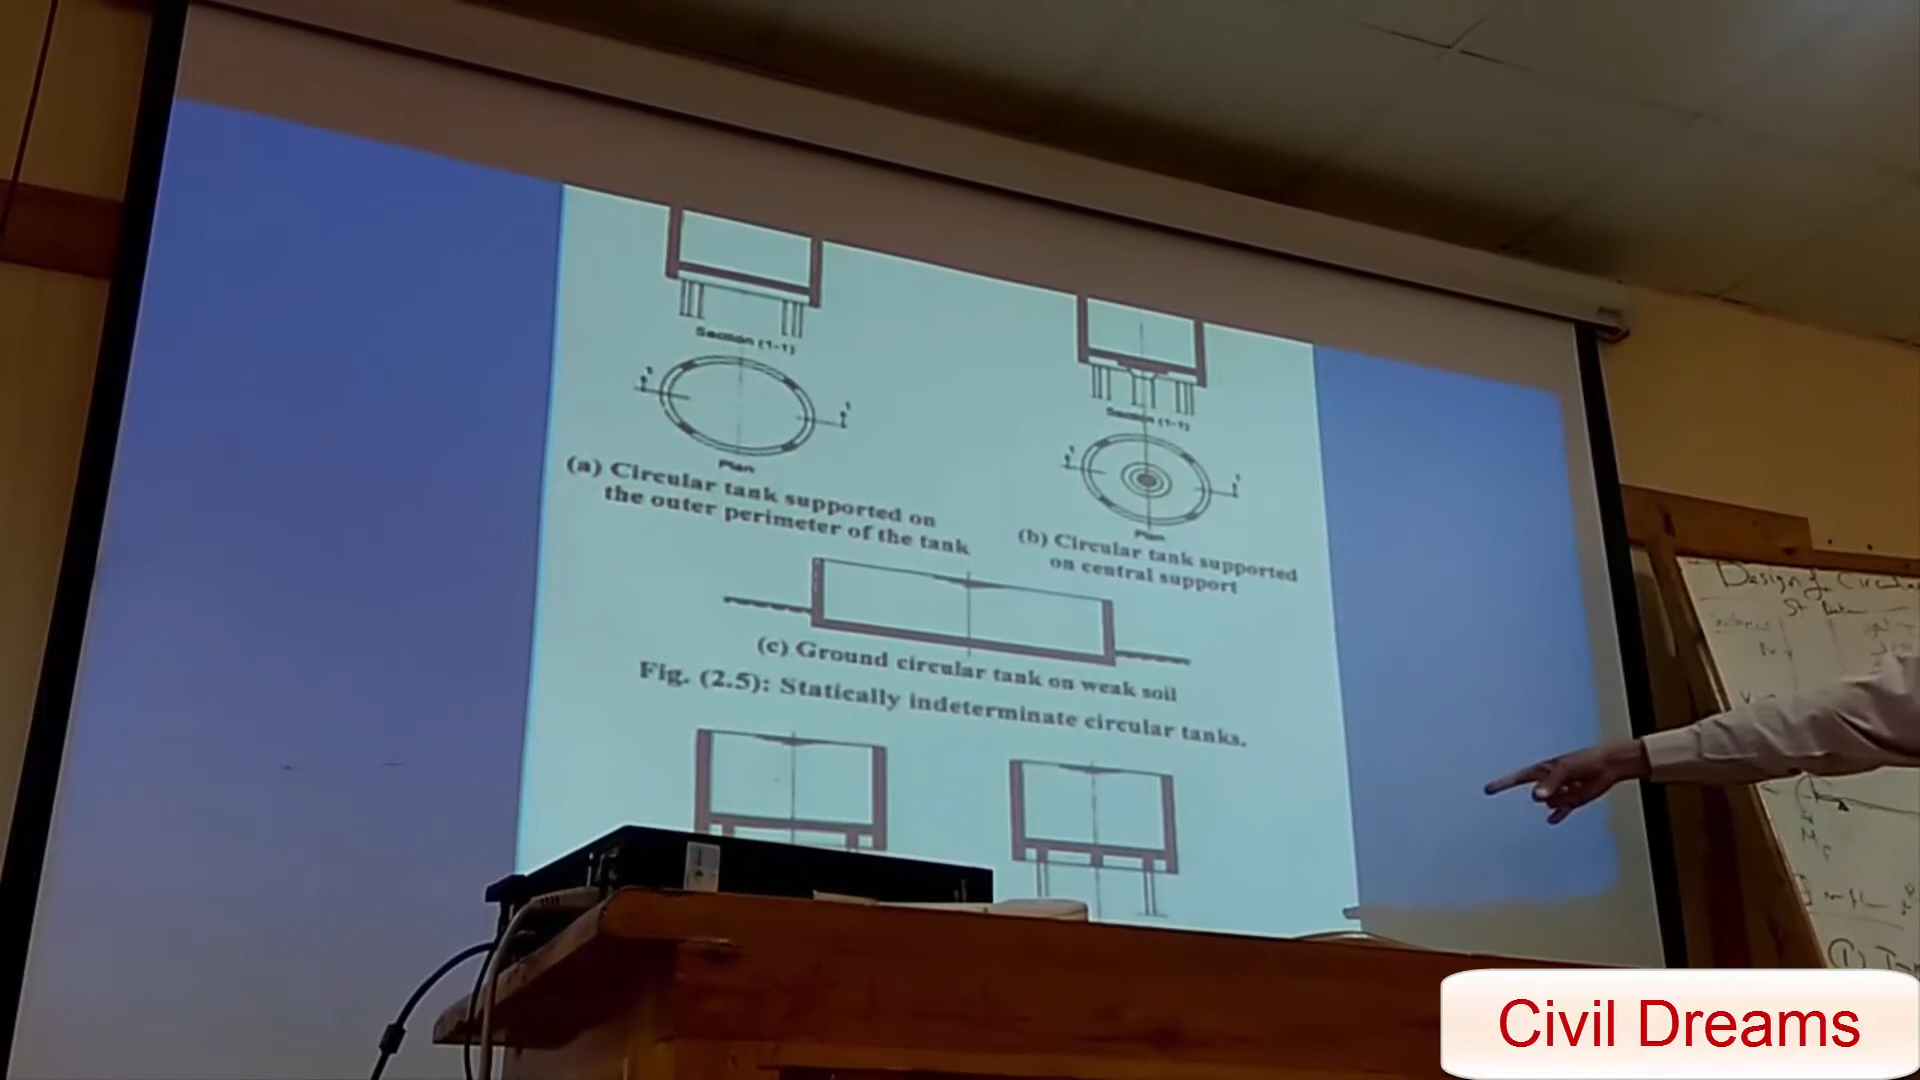 Section (1-1)
Plan
(a) Circular tank supported on
the outer perimeter of the tank
Section (1-1)
Plan
(b) Circular tank supported
on central support
(c) Ground circular tank on weak soil
Fig. (2.5): Statically indeterminate circular tanks.
Design of
Civil Dreams